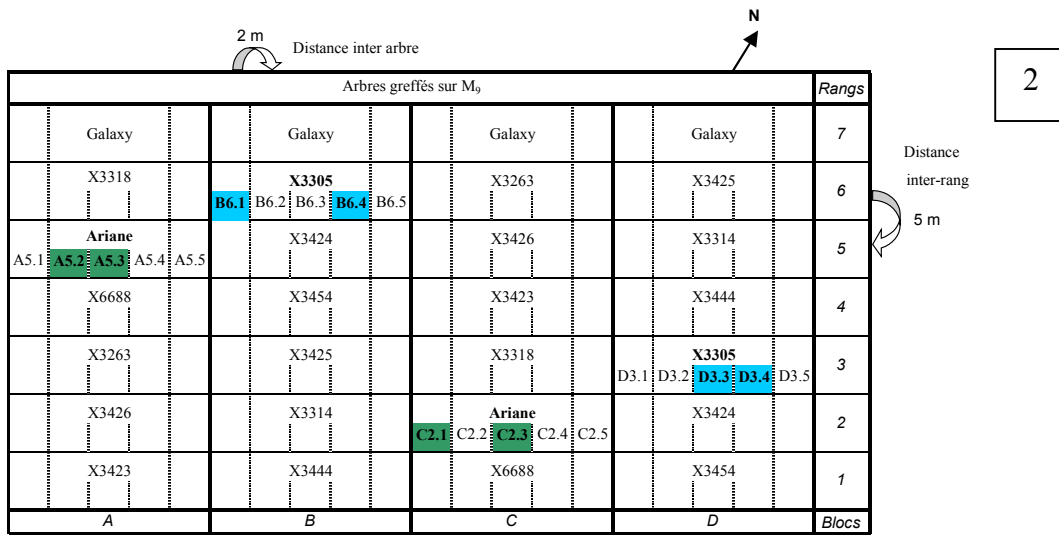 N
2 m
Distance inter arbre
2
Arbres greffés sur M9 Rangs
Galaxy Galaxy Galaxy Galaxy 7
Distance
inter-rang
5 m
X3318 X3305 X3263 X3425 6
B6.1 B6.2 B6.3 B6.4 B6.5
Ariane X3424 X3426 X3314 5
A5.1 A5.2 A5.3 A5.4 A5.5
X6688 X3454 X3423 X3444 4
X3263 X3425 X3318 X3305 3
D3.1 D3.2 D3.3 D3.4 D3.5
X3426 X3314 Ariane X3424 2
C2.1 C2.2 C2.3 C2.4 C2.5
X3423 X3444 X6688 X3454 1
A B C D Blocs